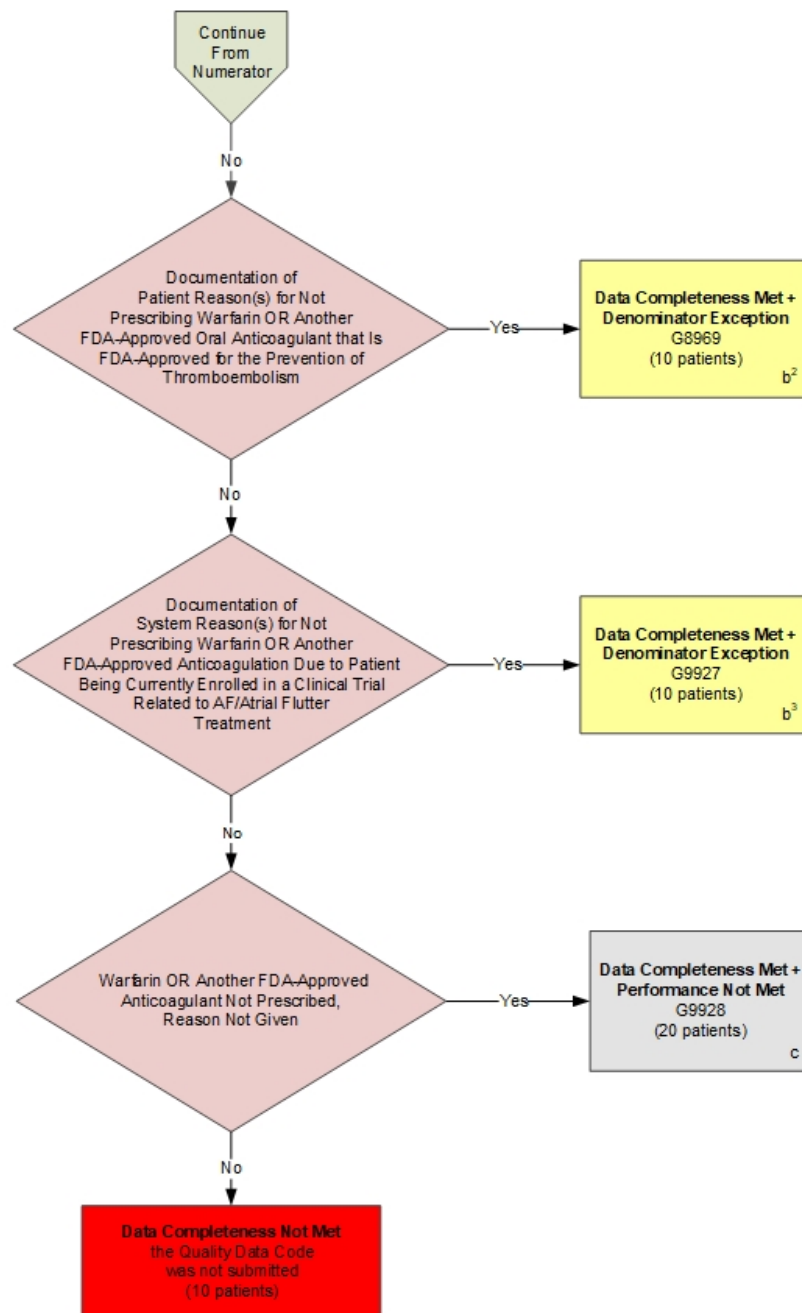 Continue
From
Numerator
No
Documentation of
Patient Reason(s) for Not
Prescribing Warfarin OR Another
FDA-Approved Oral Anticoagulant that Is
FDA-Approved for the Prevention of
Thromboembolism
Yes
Data Completeness Met +
Denominator Exception
G8969
(10 patients)
b²
No
Documentation of
System Reason(s) for Not
Prescribing Warfarin OR Another
FDA-Approved Anticoagulation Due to Patient
Being Currently Enrolled in a Clinical Trial
Related to AF/Atrial Flutter
Treatment
Yes
Data Completeness Met +
Denominator Exception
G9927
(10 patients)
b³
No
Warfarin OR Another FDA-Approved
Anticoagulant Not Prescribed,
Reason Not Given
Yes
Data Completeness Met +
Performance Not Met
G9928
(20 patients)
c
No
Data Completeness Not Met
the Quality Data Code
was not submitted
(10 patients)